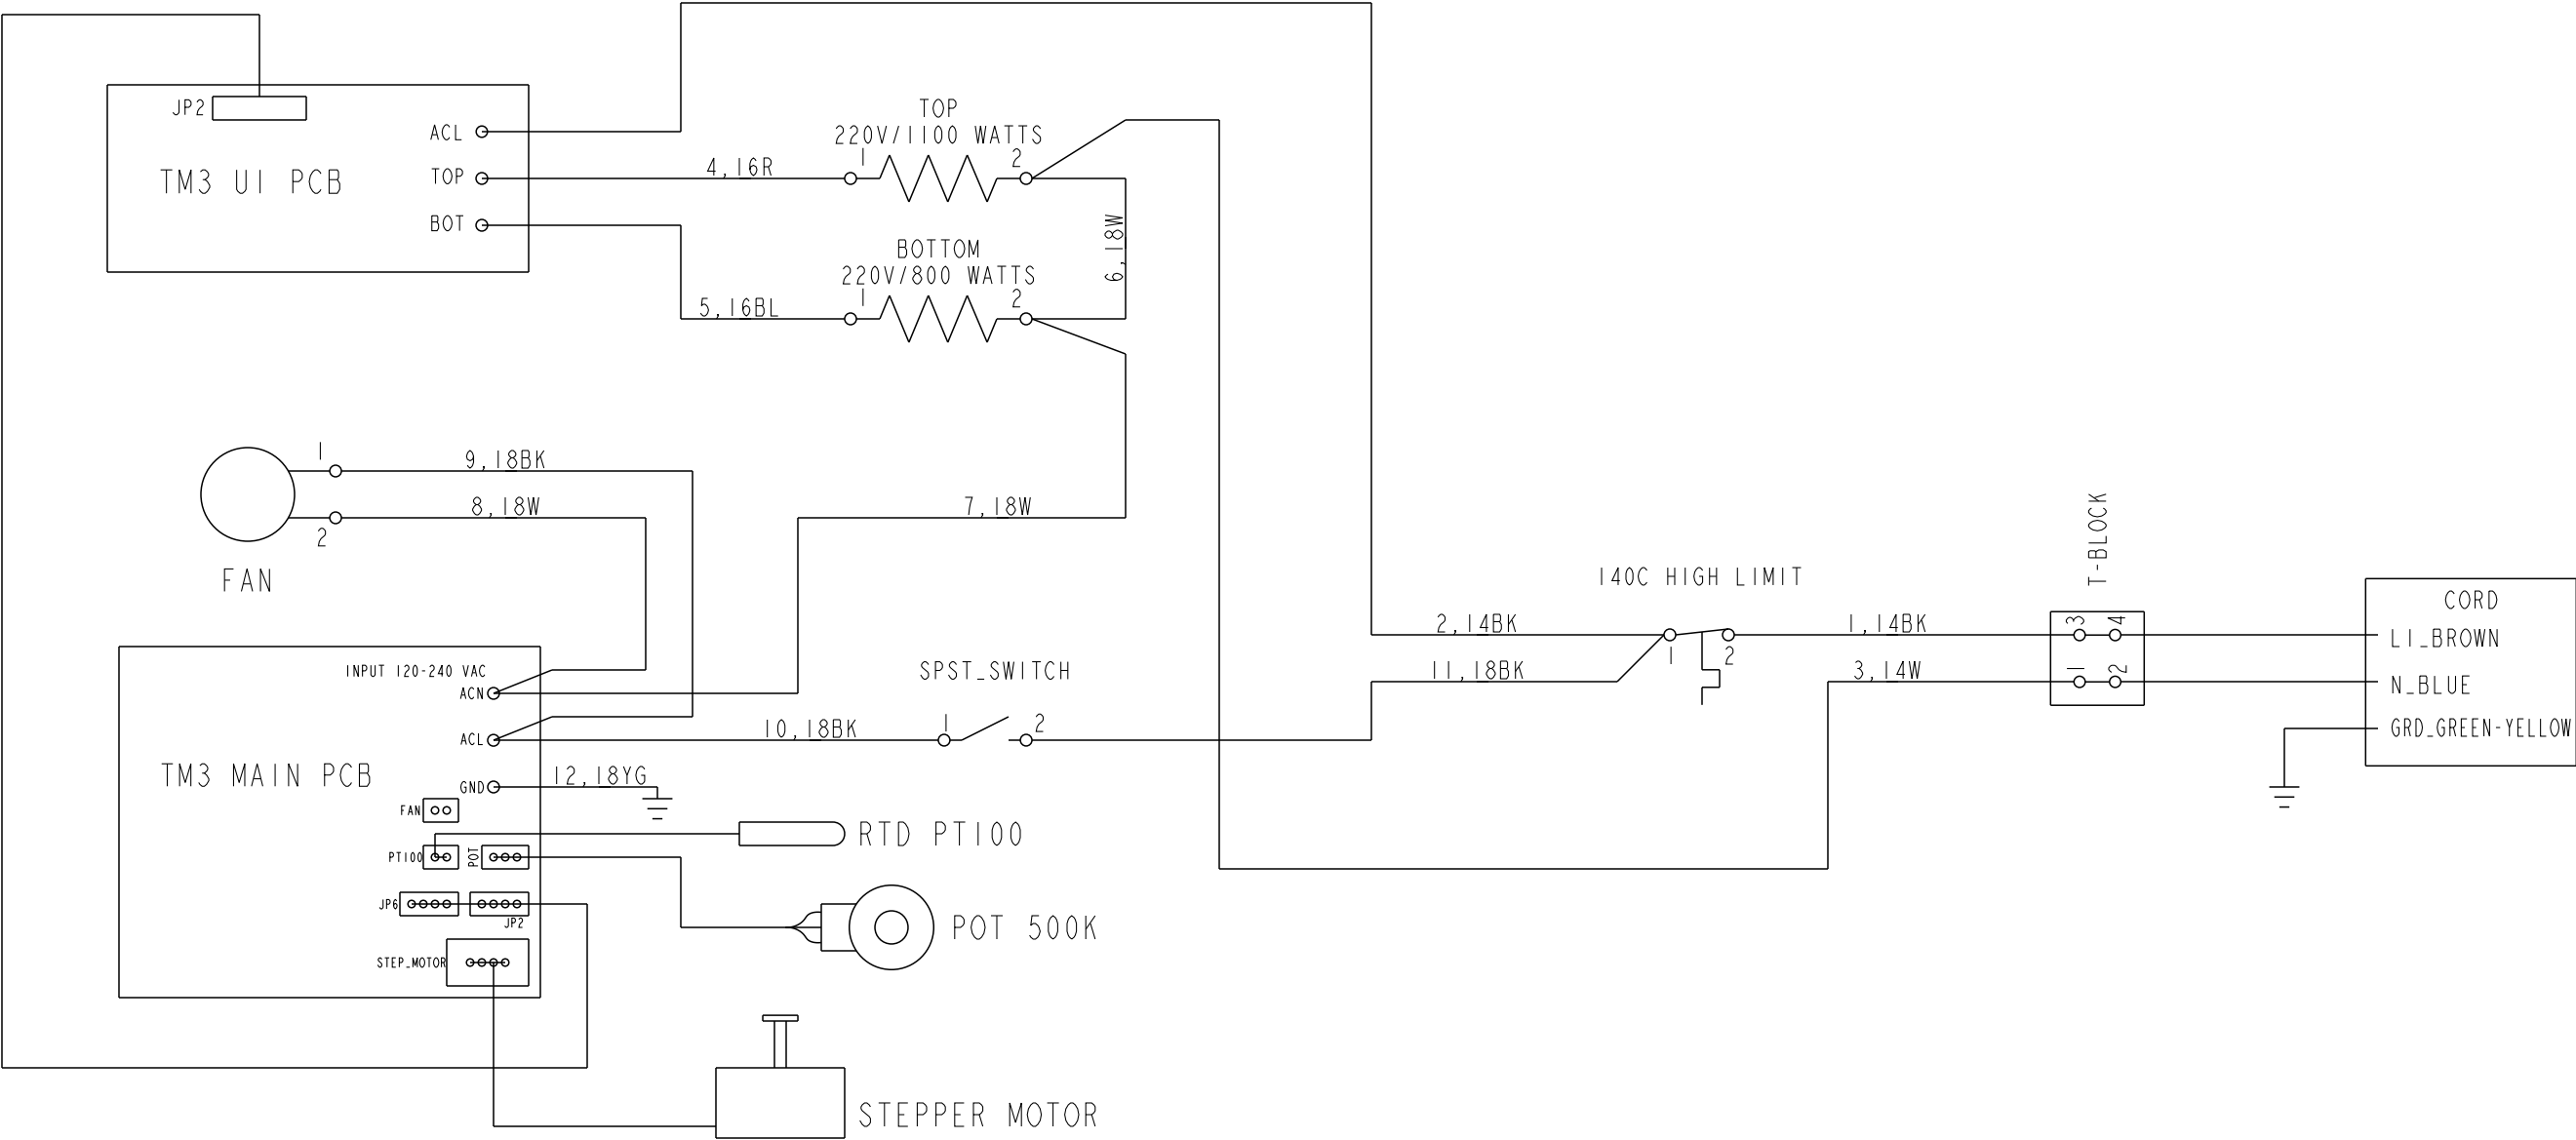 JP2
TM3 UI PCB
ACL
TOP
BOT
4,16R
TOP
220V/1100 WATTS
1
2
6,18W
BOTTOM
220V/800 WATTS
5,16BL
1
2
FAN
1
9,18BK
8,18W
2
7,18W
INPUT 120-240 VAC
ACN
ACL
GND
TM3 MAIN PCB
10,18BK
SPST_SWITCH
1
2
12,18YG
FAN
PT100
POT
JP6
JP2
STEP_MOTOR
RTD PT100
POT 500K
STEPPER MOTOR
140C HIGH LIMIT
2,14BK
11,18BK
1
2
1,14BK
3,14W
T-BLOCK
3
4
1
2
CORD
L1_BROWN
N_BLUE
GRD_GREEN-YELLOW